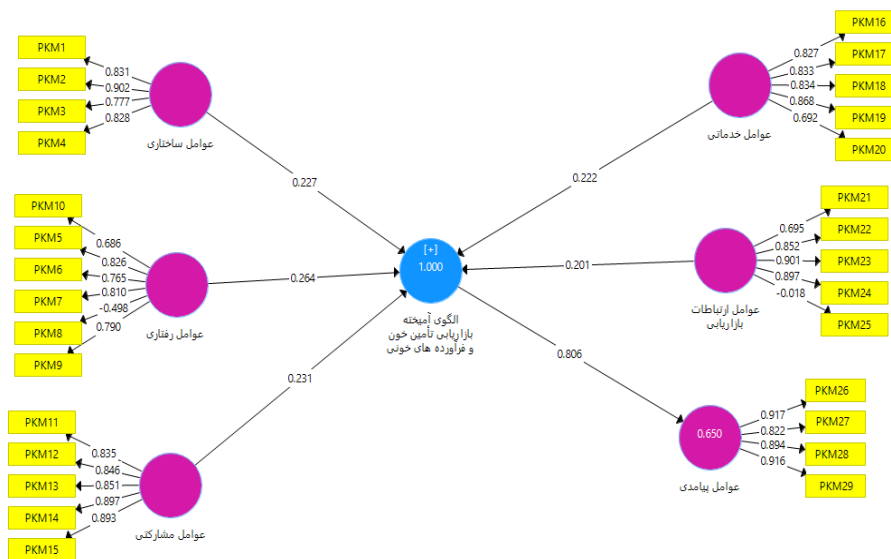 PKM1
PKM2
PKM3
PKM4
0.831
0.902
0.777
0.828
عوامل ساختاری
0.227
PKM10
PKM5
PKM6
PKM7
PKM8
PKM9
0.686
0.826
0.765
0.810
-0.498
0.790
عوامل رفتاری
0.264
PKM11
PKM12
PKM13
PKM14
PKM15
0.835
0.846
0.851
0.897
0.893
عوامل مشارکتی
0.231
[+]
1.000
الگوی آمیخته
بازاریابی تأمین خون
و فرآورده های خونی
PKM16
PKM17
PKM18
PKM19
PKM20
0.827
0.833
0.834
0.868
0.692
عوامل خدماتی
0.222
PKM21
PKM22
PKM23
PKM24
PKM25
0.695
0.852
0.901
0.897
-0.018
عوامل ارتباطات
بازاریابی
0.201
0.806
PKM26
PKM27
PKM28
PKM29
0.917
0.822
0.894
0.916
0.650
عوامل پیامدی